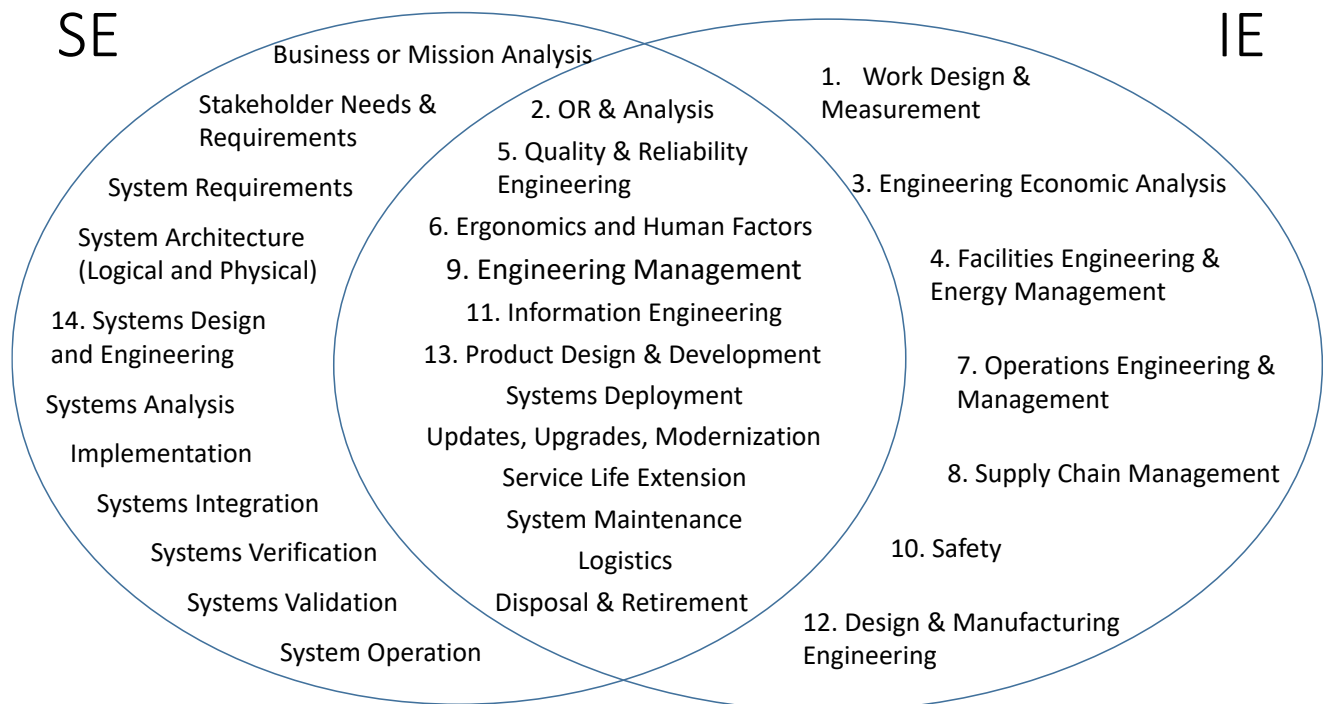 SE
Business or Mission Analysis
Stakeholder Needs &
Requirements
System Requirements
System Architecture
(Logical and Physical)
14. Systems Design
and Engineering
Systems Analysis
Implementation
Systems Integration
Systems Verification
Systems Validation
System Operation
2. OR & Analysis
5. Quality & Reliability
Engineering
6. Ergonomics and Human Factors
9. Engineering Management
11. Information Engineering
13. Product Design & Development
Systems Deployment
Updates, Upgrades, Modernization
Service Life Extension
System Maintenance
Logistics
Disposal & Retirement
IE
1. Work Design &
Measurement
3. Engineering Economic Analysis
4. Facilities Engineering &
Energy Management
7. Operations Engineering &
Management
8. Supply Chain Management
10. Safety
12. Design & Manufacturing
Engineering